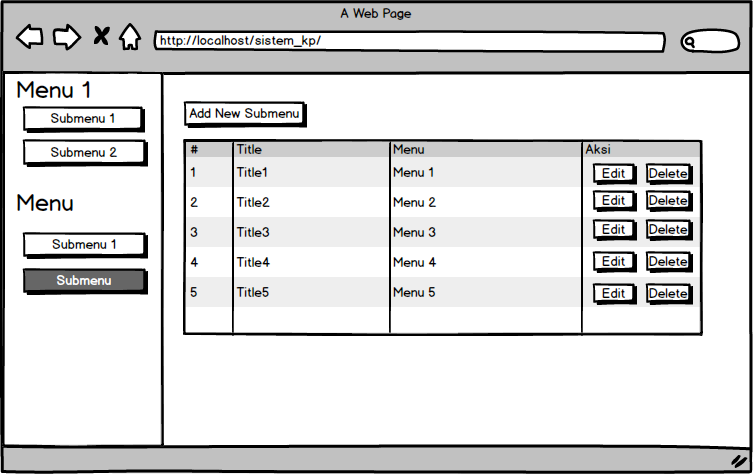 A Web Page
http://localhost/sistem_kp/
Menu 1
Submenu 1
Submenu 2
Menu
Submenu 1
Submenu
Add New Submenu
# Title Menu Aksi
1 Title1 Menu 1 Edit Delete
2 Title2 Menu 2 Edit Delete
3 Title3 Menu 3 Edit Delete
4 Title4 Menu 4 Edit Delete
5 Title5 Menu 5 Edit Delete